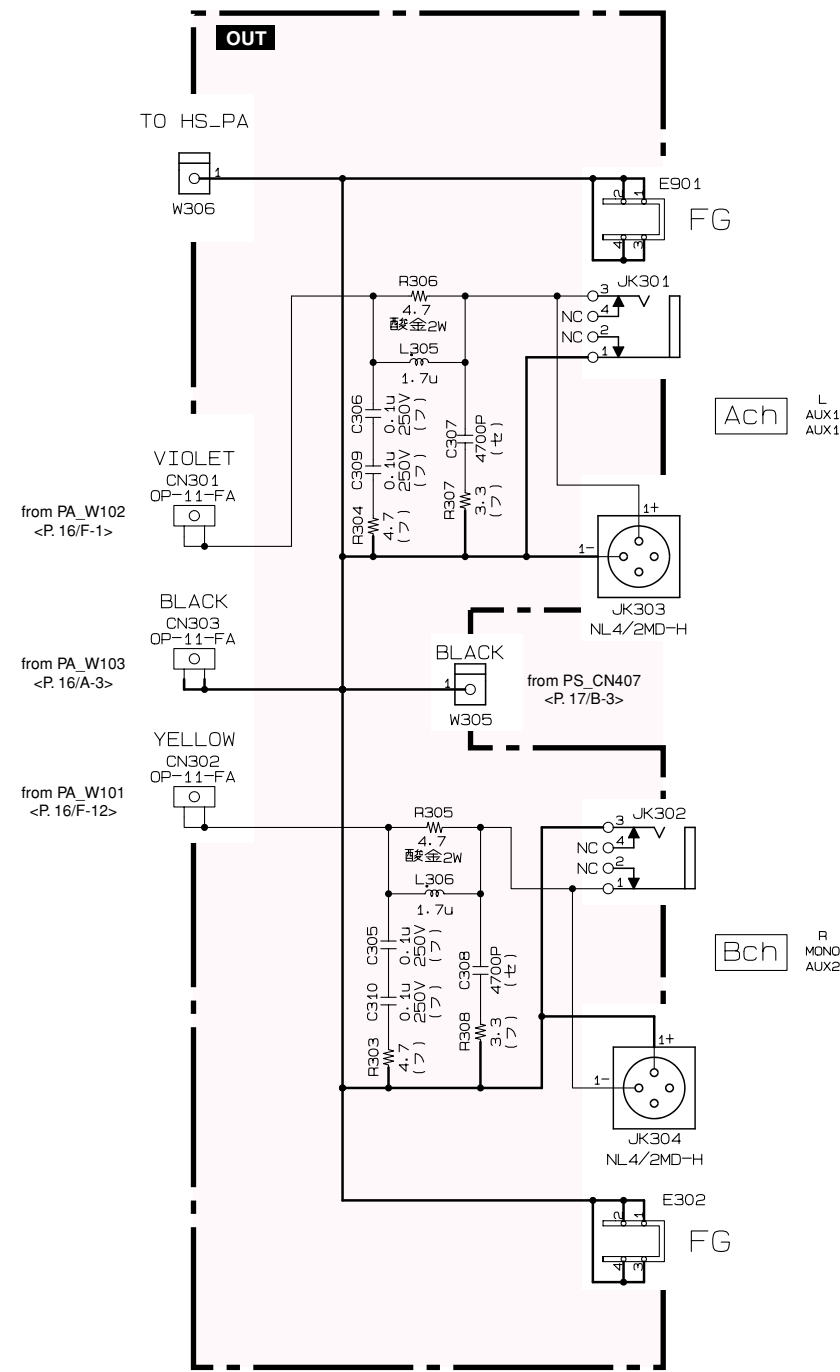 OUT
TO HS_PA
1
W306
E901
2
1
4
3
FG
R306
4.7
酸金2W
L305
1.7u
JK301
3
NC 4
NC 2
1
C306
0.1u
250V
(フ)
C309
0.1u
250V
(フ)
R304
4.7
(フ)
C307
4700P
(セ)
R307
3.3
(フ)
Ach
L
AUX1
AUX1
VIOLET
CN301
OP-11-FA
from PA_W102
<P. 16/F-1>
1+
1-
JK303
NL4/2MD-H
BLACK
CN303
OP-11-FA
from PA_W103
<P. 16/A-3>
BLACK
1
W305
from PS_CN407
<P. 17/B-3>
YELLOW
CN302
OP-11-FA
from PA_W101
<P. 16/F-12>
R305
4.7
酸金2W
L306
1.7u
JK302
3
NC 4
NC 2
1
C305
0.1u
250V
(フ)
C310
0.1u
250V
(フ)
R303
4.7
(フ)
C308
4700P
(セ)
R308
3.3
(フ)
Bch
R
MONO
AUX2
1+
1-
JK304
NL4/2MD-H
E302
2
1
4
3
FG